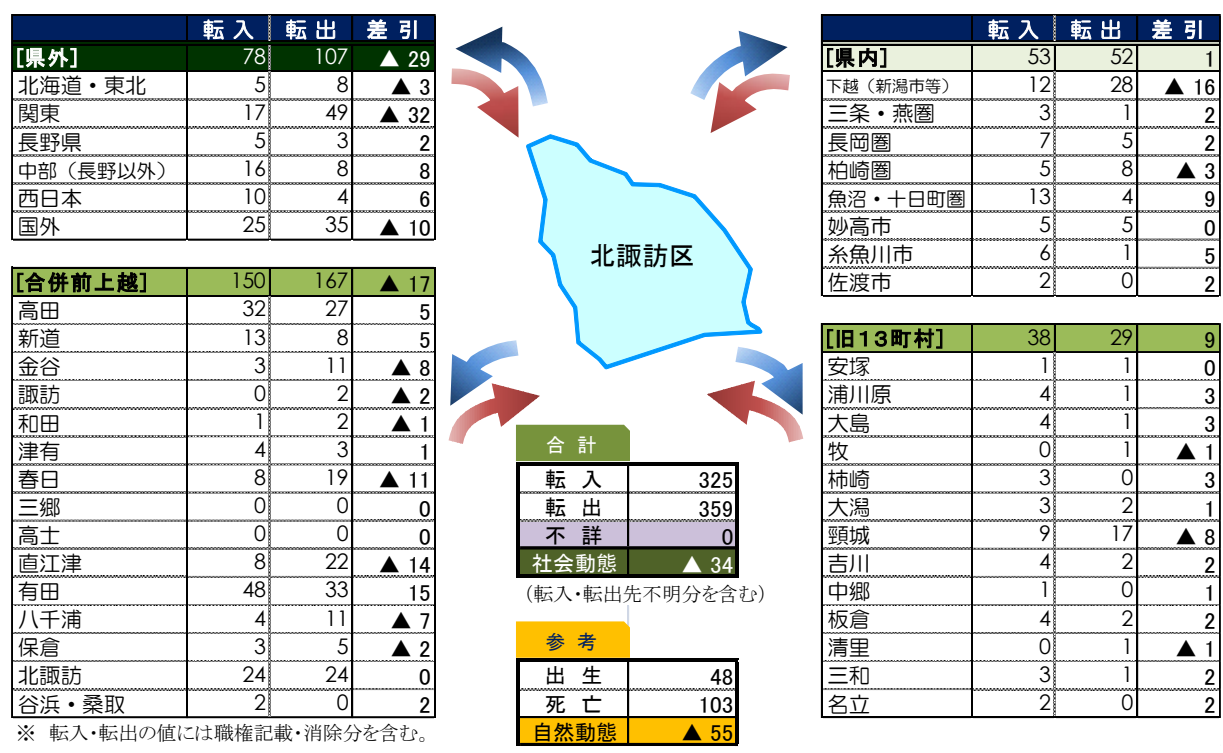 転 入 転 出 差 引
[県外] 78 107 ▲ 29
北海道・東北 5 8 ▲ 3
関東 17 49 ▲ 32
長野県 5 3 2
中部（長野以外） 16 8 8
西日本 10 4 6
国外 25 35 ▲ 10
[合併前上越] 150 167 ▲ 17
高田 32 27 5
新道 13 8 5
金谷 3 11 ▲ 8
諏訪 0 2 ▲ 2
和田 1 2 ▲ 1
津有 4 3 1
春日 8 19 ▲ 11
三郷 0 0 0
高士 0 0 0
直江津 8 22 ▲ 14
有田 48 33 15
八千浦 4 11 ▲ 7
保倉 3 5 ▲ 2
北諏訪 24 24 0
谷浜・桑取 2 0 2
※ 転入・転出の値には職権記載・消除分を含む。
北諏訪区
合 計
転 入 325
転 出 359
不 詳 0
社会動態 ▲ 34
（転入・転出先不明分を含む）
参 考
出 生 48
死 亡 103
自然動態 ▲ 55
転 入 転 出 差 引
[県内] 53 52 1
下越（新潟市等） 12 28 ▲ 16
三条・燕圏 3 1 2
長岡圏 7 5 2
柏崎圏 5 8 ▲ 3
魚沼・十日町圏 13 4 9
妙高市 5 5 0
糸魚川市 6 1 5
佐渡市 2 0 2
[旧13町村] 38 29 9
安塚 1 1 0
浦川原 4 1 3
大島 4 1 3
牧 0 1 ▲ 1
柿崎 3 0 3
大潟 3 2 1
頸城 9 17 ▲ 8
吉川 4 2 2
中郷 1 0 1
板倉 4 2 2
清里 0 1 ▲ 1
三和 3 1 2
名立 2 0 2